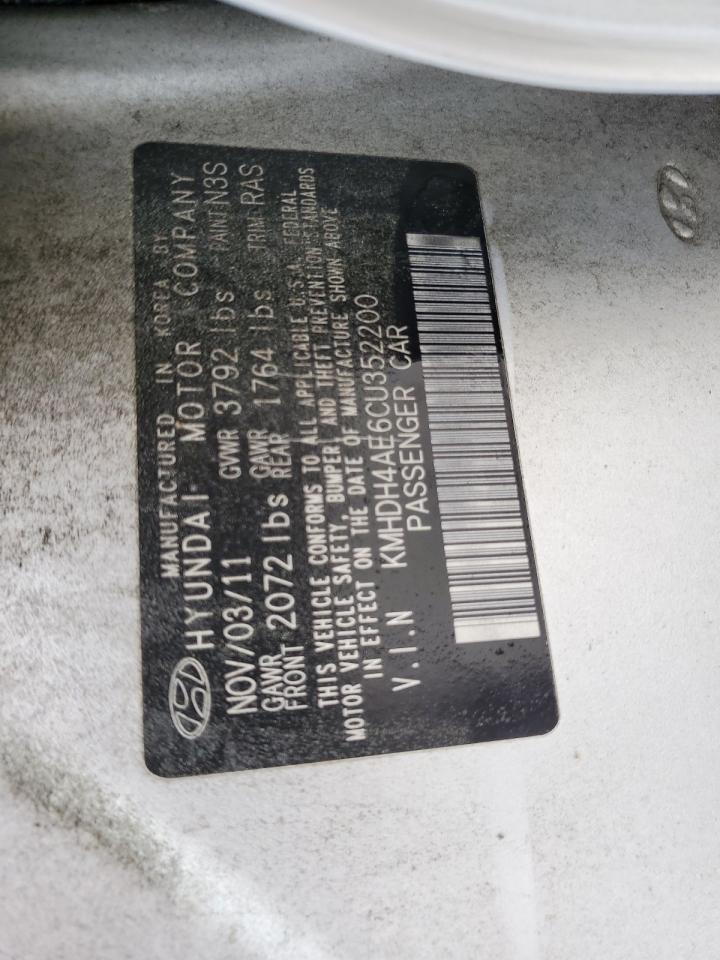 MANUFACTURED IN KOREA BY
HYUNDAI MOTOR COMPANY
NOV/03/11 GVWR 3792 lbs PAINT:N3S
GAWR FRONT 2072 lbs GAWR REAR 1764 lbs TRIM:RAS
THIS VEHICLE CONFORMS TO ALL APPLICABLE U.S.A FEDERAL
MOTOR VEHICLE SAFETY, BUMPER, AND THEFT PREVENTION STANDARDS
IN EFFECT ON THE DATE OF MANUFACTURE SHOWN ABOVE
V.I.N KMHDH4AE6CU352200
PASSENGER CAR